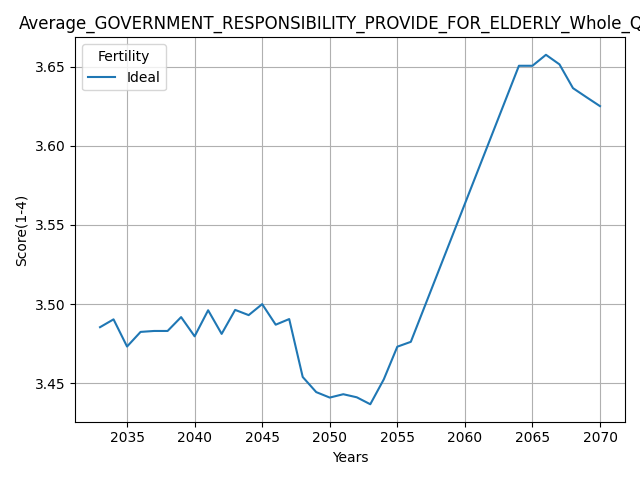 Average_GOVERNMENT_RESPONSIBILITY_PROVIDE_FOR_ELDERLY_Whole_Q
Fertility
Ideal
3.65
3.60
3.55
3.50
3.45
Score(1-4)
2035 2040 2045 2050 2055 2060 2065 2070
Years